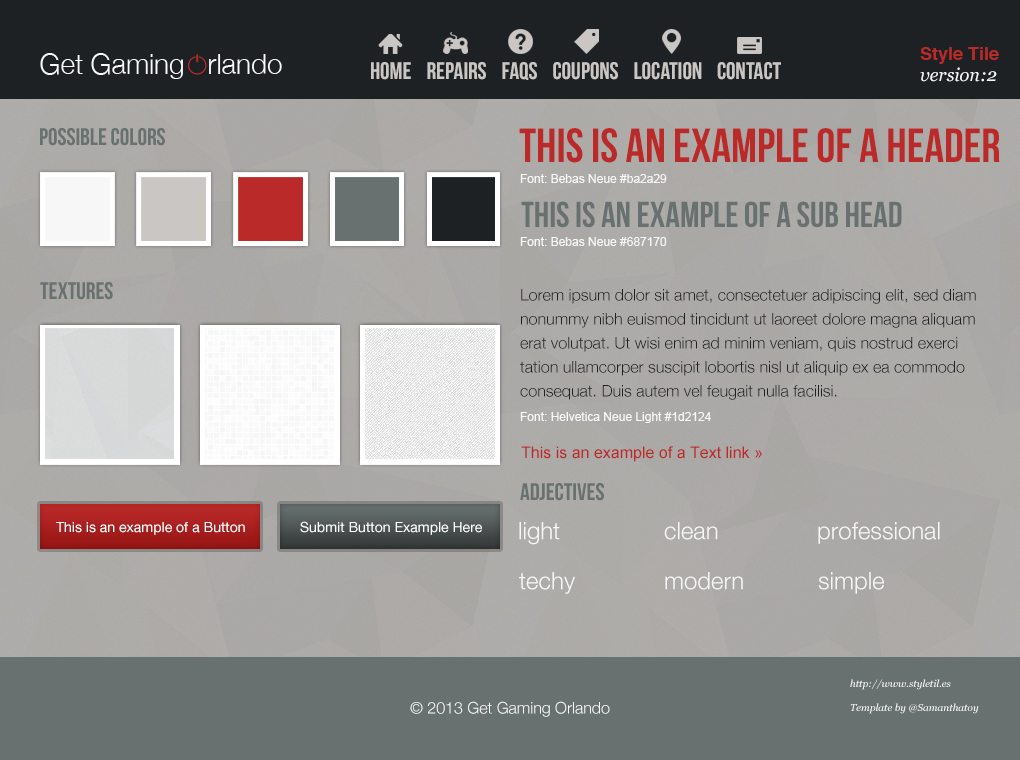 Get Gaming Orlando
HOME REPAIRS FAQS COUPONS LOCATION CONTACT
Style Tile
version:2
POSSIBLE COLORS
TEXTURES
This is an example of a Button
Submit Button Example Here
THIS IS AN EXAMPLE OF A HEADER
Font: Bebas Neue #ba2a29
THIS IS AN EXAMPLE OF A SUB HEAD
Font: Bebas Neue #687170
Lorem ipsum dolor sit amet, consectetuer adipiscing elit, sed diam
nonummy nibh euismod tincidunt ut laoreet dolore magna aliquam
erat volutpat. Ut wisi enim ad minim veniam, quis nostrud exerci
tation ullamcorper suscipit lobortis nisl ut aliquip ex ea commodo
consequat. Duis autem vel feugait nulla facilisi.
Font: Helvetica Neue Light #1d2124
This is an example of a Text link »
ADJECTIVES
light clean professional
techy modern simple
© 2013 Get Gaming Orlando
http://www.styletil.es
Template by @Samanthatoy